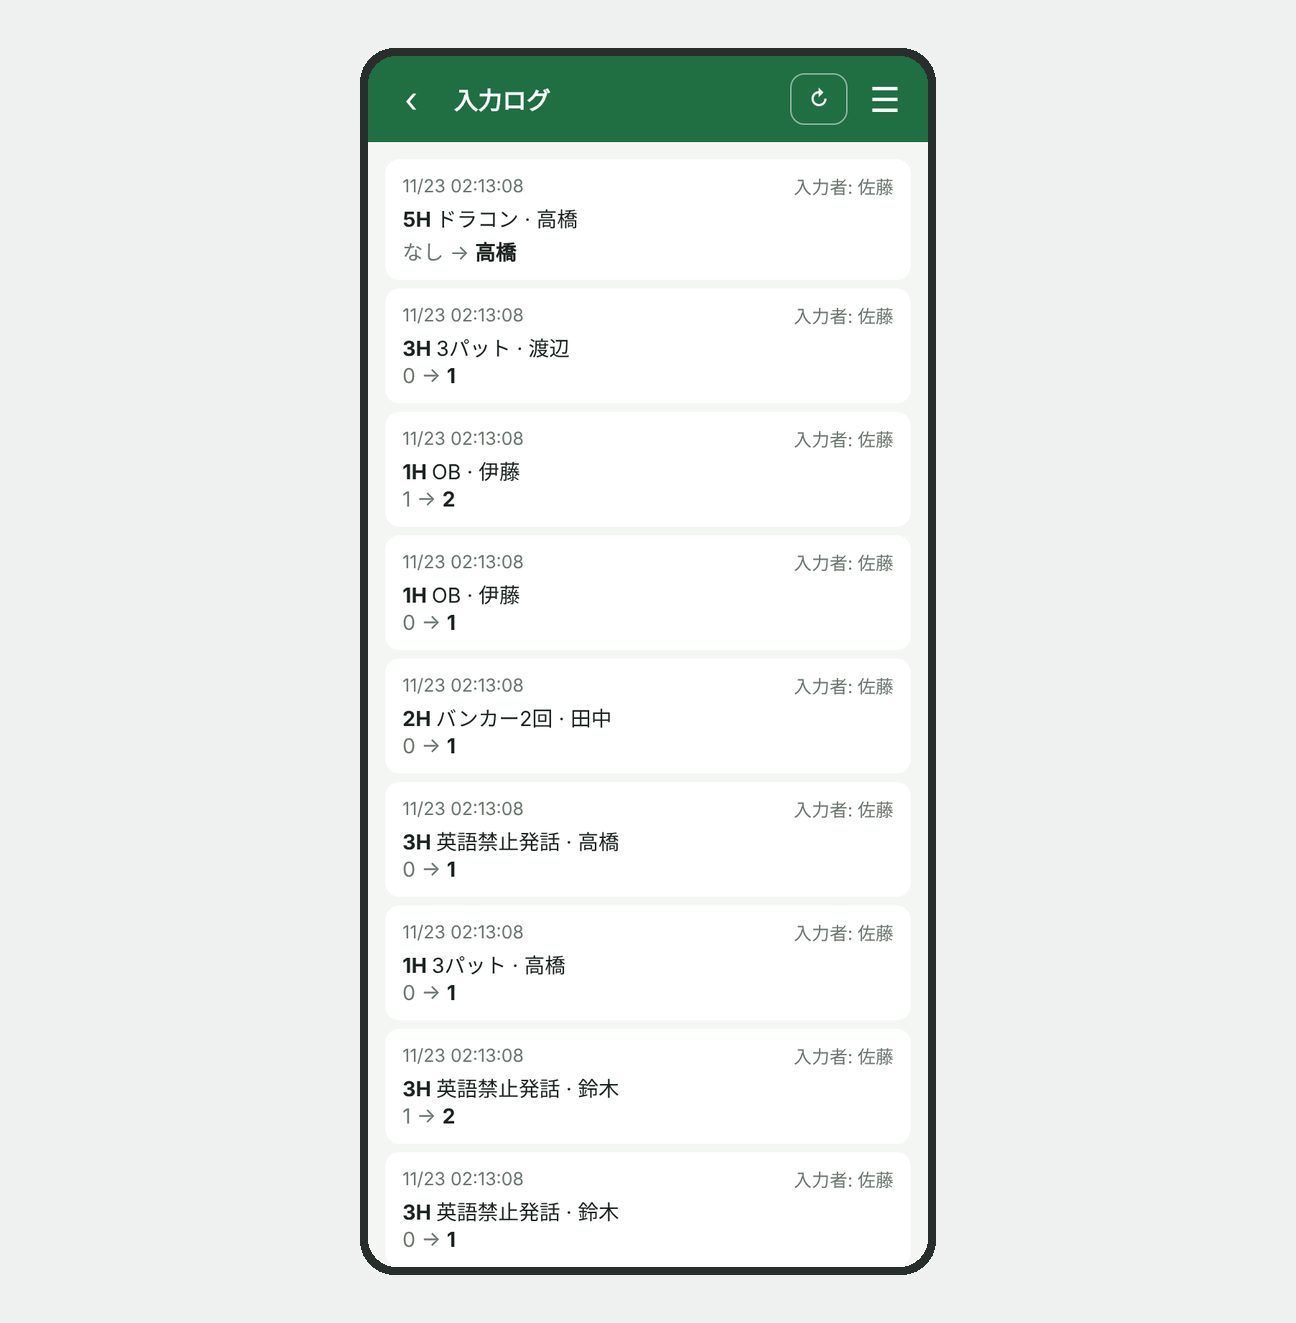 入力ログ
11/23 02:13:08 入力者: 佐藤
5H ドラコン · 高橋
なし → 高橋
11/23 02:13:08 入力者: 佐藤
3H 3パット · 渡辺
0 → 1
11/23 02:13:08 入力者: 佐藤
1H OB · 伊藤
1 → 2
11/23 02:13:08 入力者: 佐藤
1H OB · 伊藤
0 → 1
11/23 02:13:08 入力者: 佐藤
2H バンカー2回 · 田中
0 → 1
11/23 02:13:08 入力者: 佐藤
3H 英語禁止発話 · 高橋
0 → 1
11/23 02:13:08 入力者: 佐藤
1H 3パット · 高橋
0 → 1
11/23 02:13:08 入力者: 佐藤
3H 英語禁止発話 · 鈴木
1 → 2
11/23 02:13:08 入力者: 佐藤
3H 英語禁止発話 · 鈴木
0 → 1